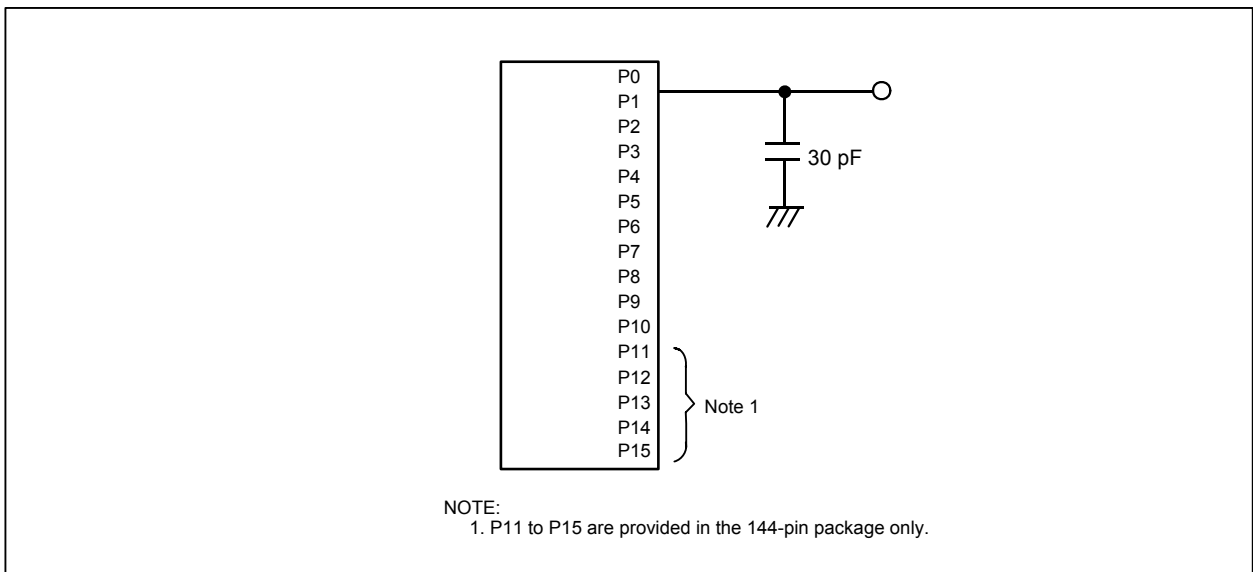 P0
P1
P2
P3
P4
P5
P6
P7
P8
P9
P10
P11
P12
P13
P14
P15
30 pF
Note 1
NOTE:
1. P11 to P15 are provided in the 144-pin package only.